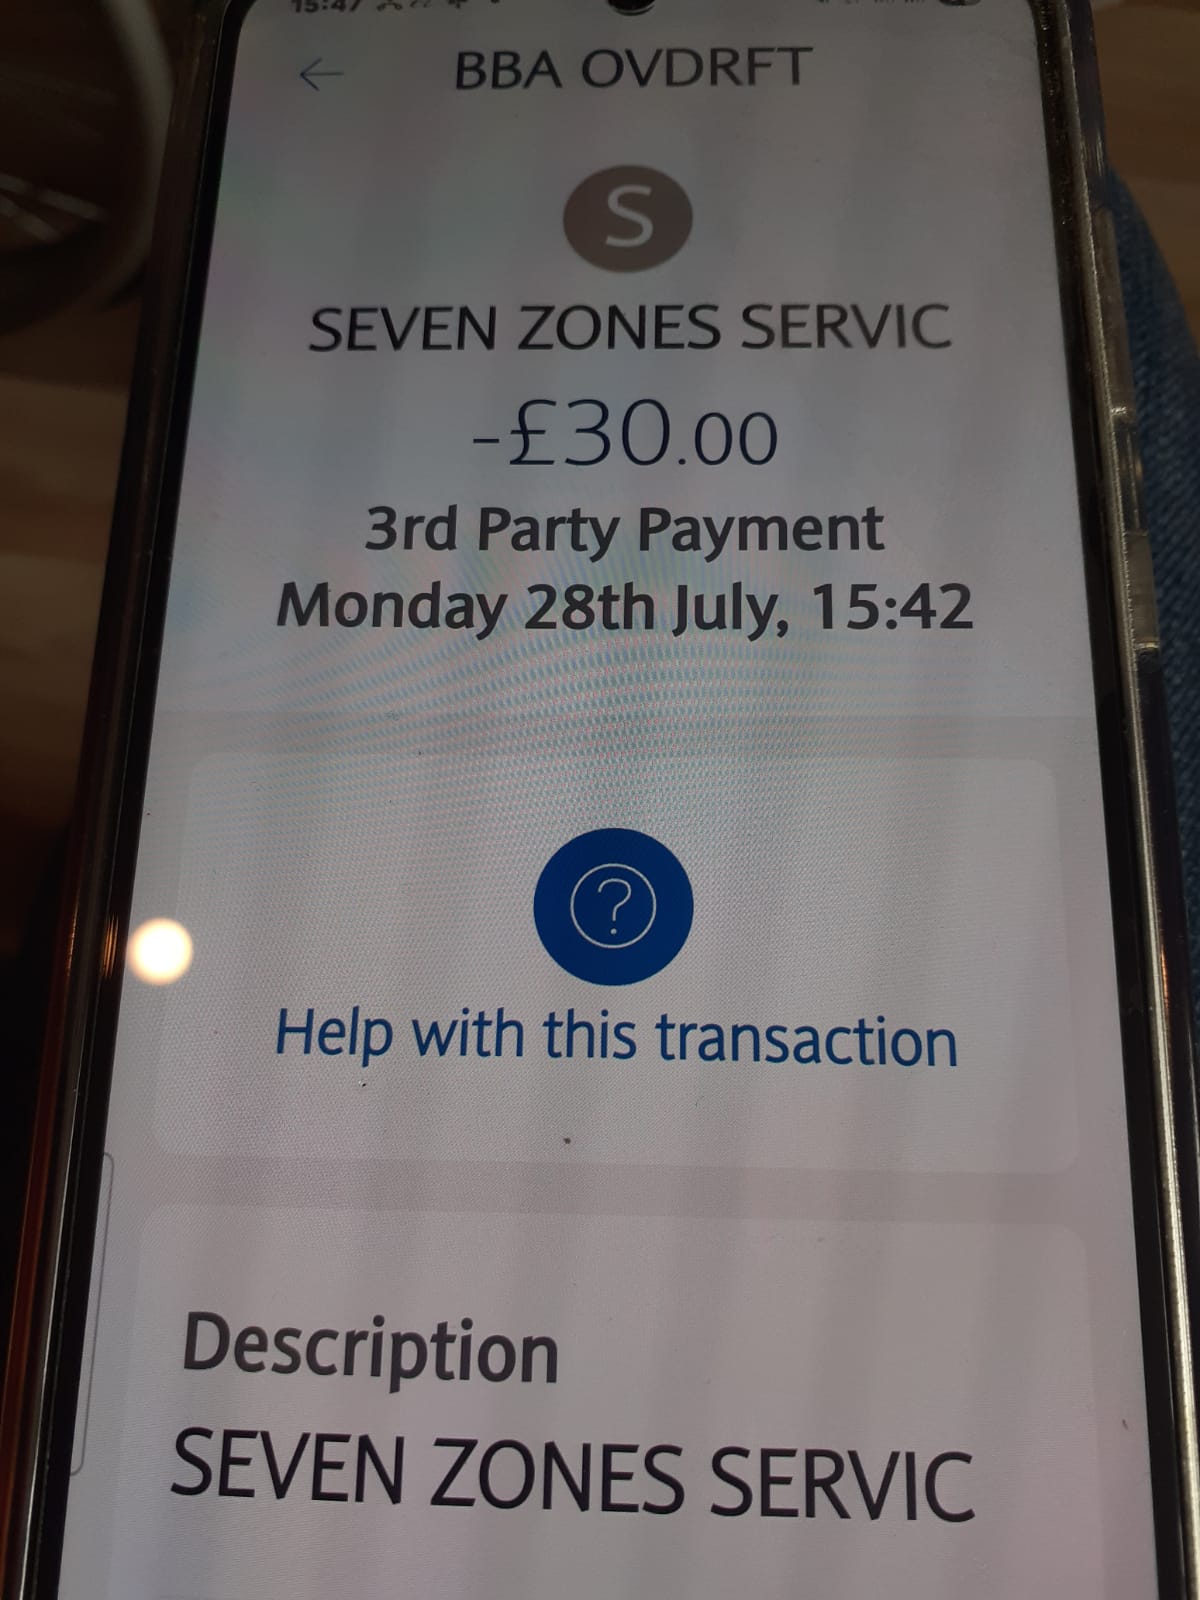 15:47
BBA OVDRFT
S
SEVEN ZONES SERVIC
-£30.00
3rd Party Payment
Monday 28th July, 15:42
?
Help with this transaction
Description
SEVEN ZONES SERVIC